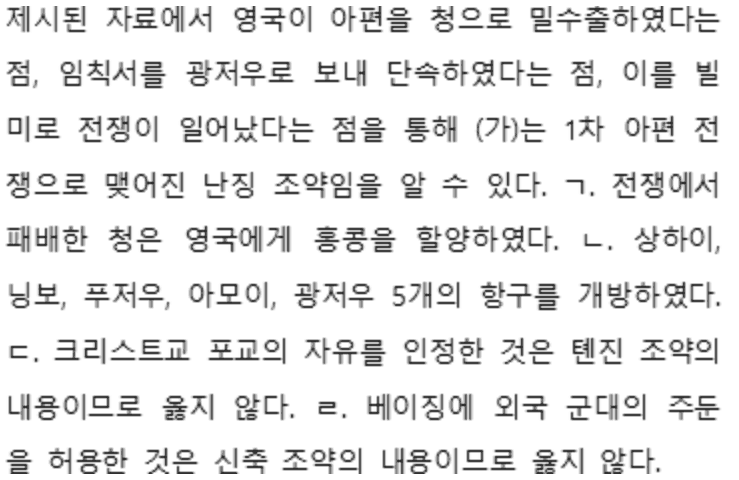 제시된 자료에서 영국이 아편을 청으로 밀수출하였다는
점, 임칙서를 광저우로 보내 단속하였다는 점, 이를 빌
미로 전쟁이 일어났다는 점을 통해 (가)는 1차 아편 전
쟁으로 맺어진 난징 조약임을 알 수 있다. ㄱ. 전쟁에서
패배한 청은 영국에게 홍콩을 할양하였다. ㄴ. 상하이,
닝보, 푸저우, 아모이, 광저우 5개의 항구를 개방하였다.
ㄷ. 크리스트교 포교의 자유를 인정한 것은 톈진 조약의
내용이므로 옳지 않다. ㄹ. 베이징에 외국 군대의 주둔
을 허용한 것은 신축 조약의 내용이므로 옳지 않다.